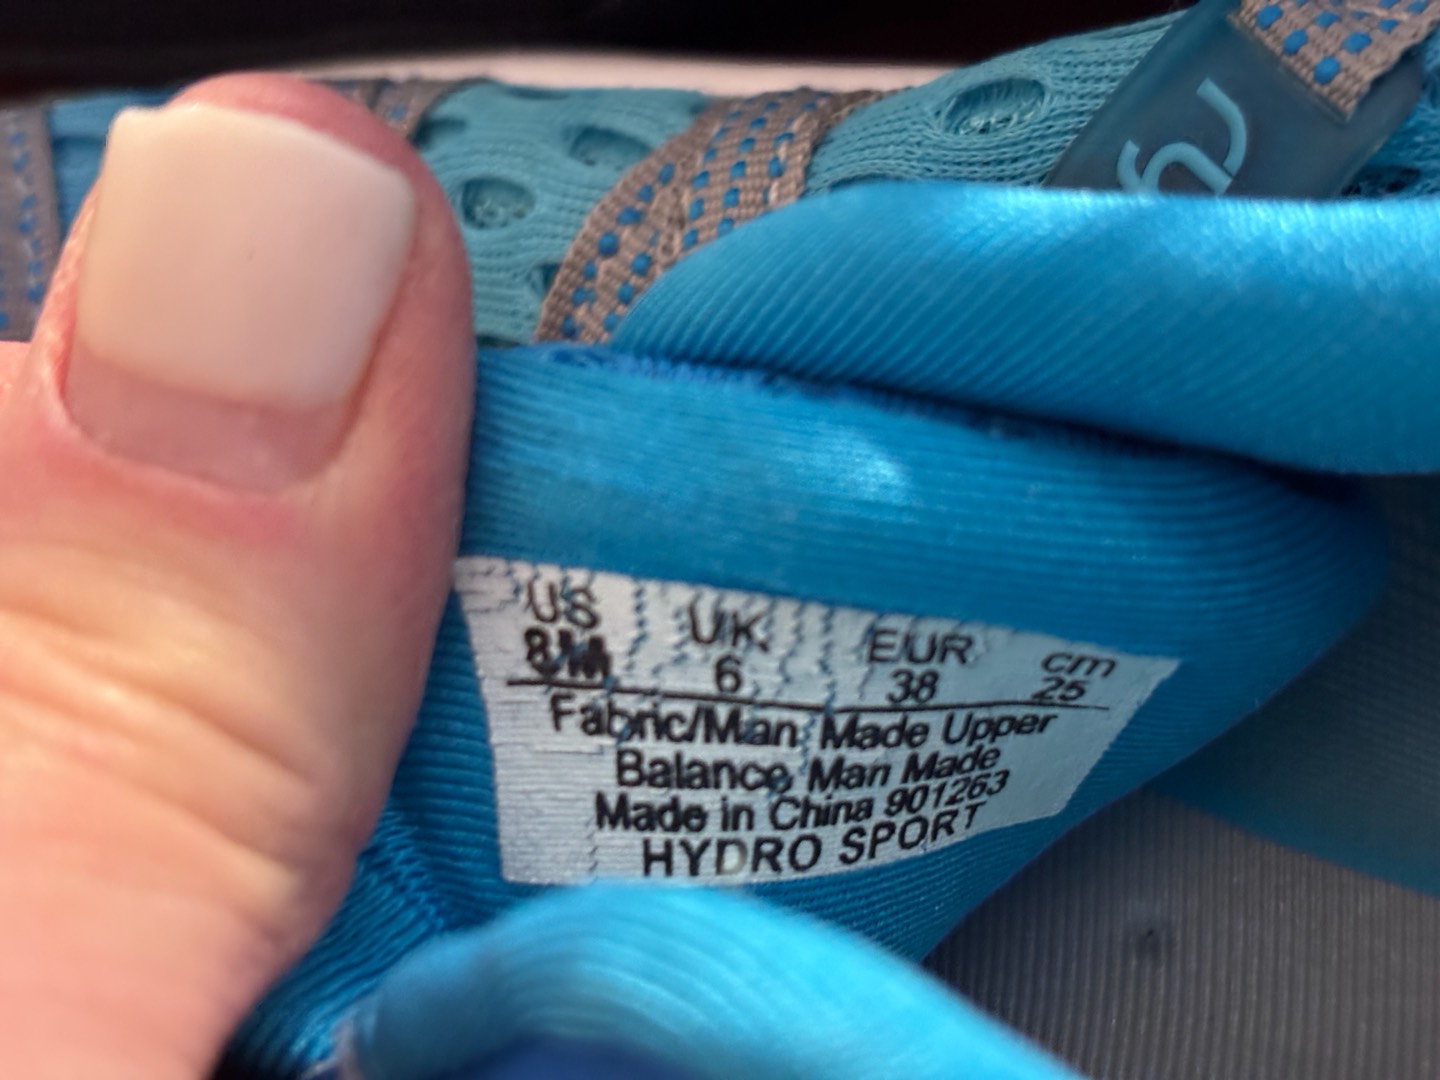 US UK EUR cm
8M 6 38 25
Fabric/Man Made Upper
Balance Man Made
Made in China 901263
HYDRO SPORT